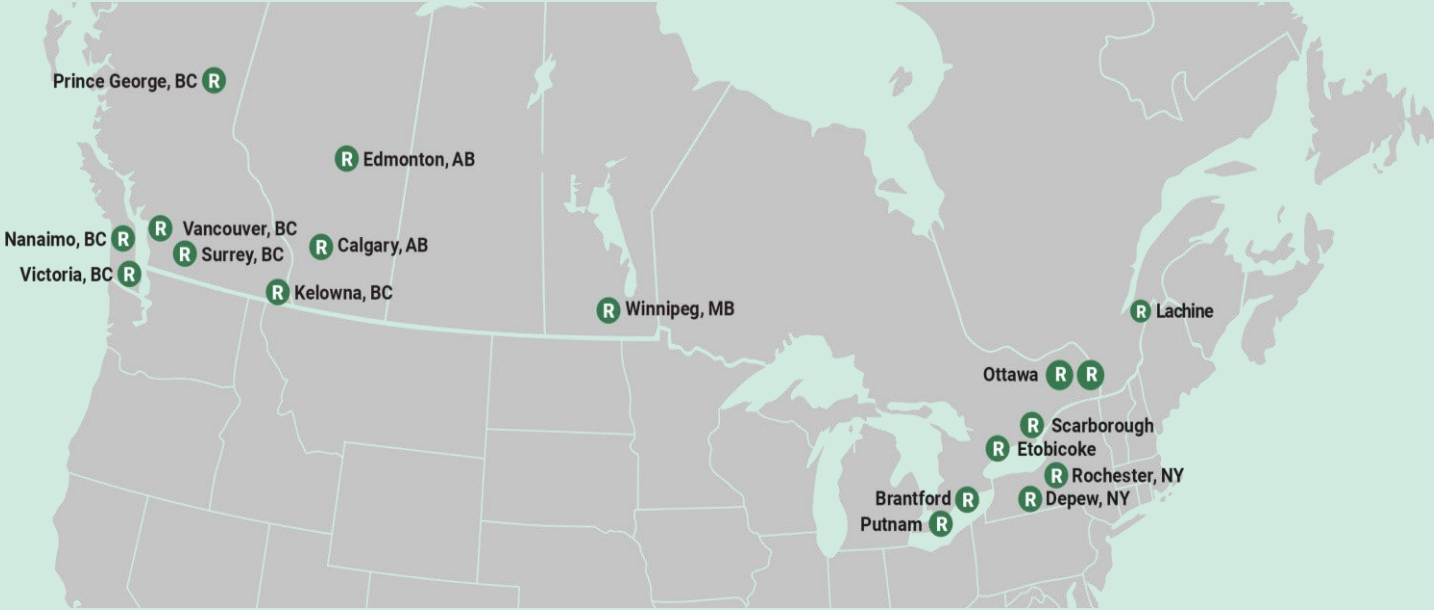 Prince George, BC R
R Edmonton, AB
R Vancouver, BC
Nanaimo, BC R
R Surrey, BC
R Calgary, AB
Victoria, BC R
R Kelowna, BC
R Winnipeg, MB
R Lachine
Ottawa R R
R Scarborough
R Etobicoke
R Rochester, NY
Brantford R
R Depew, NY
Putnam R